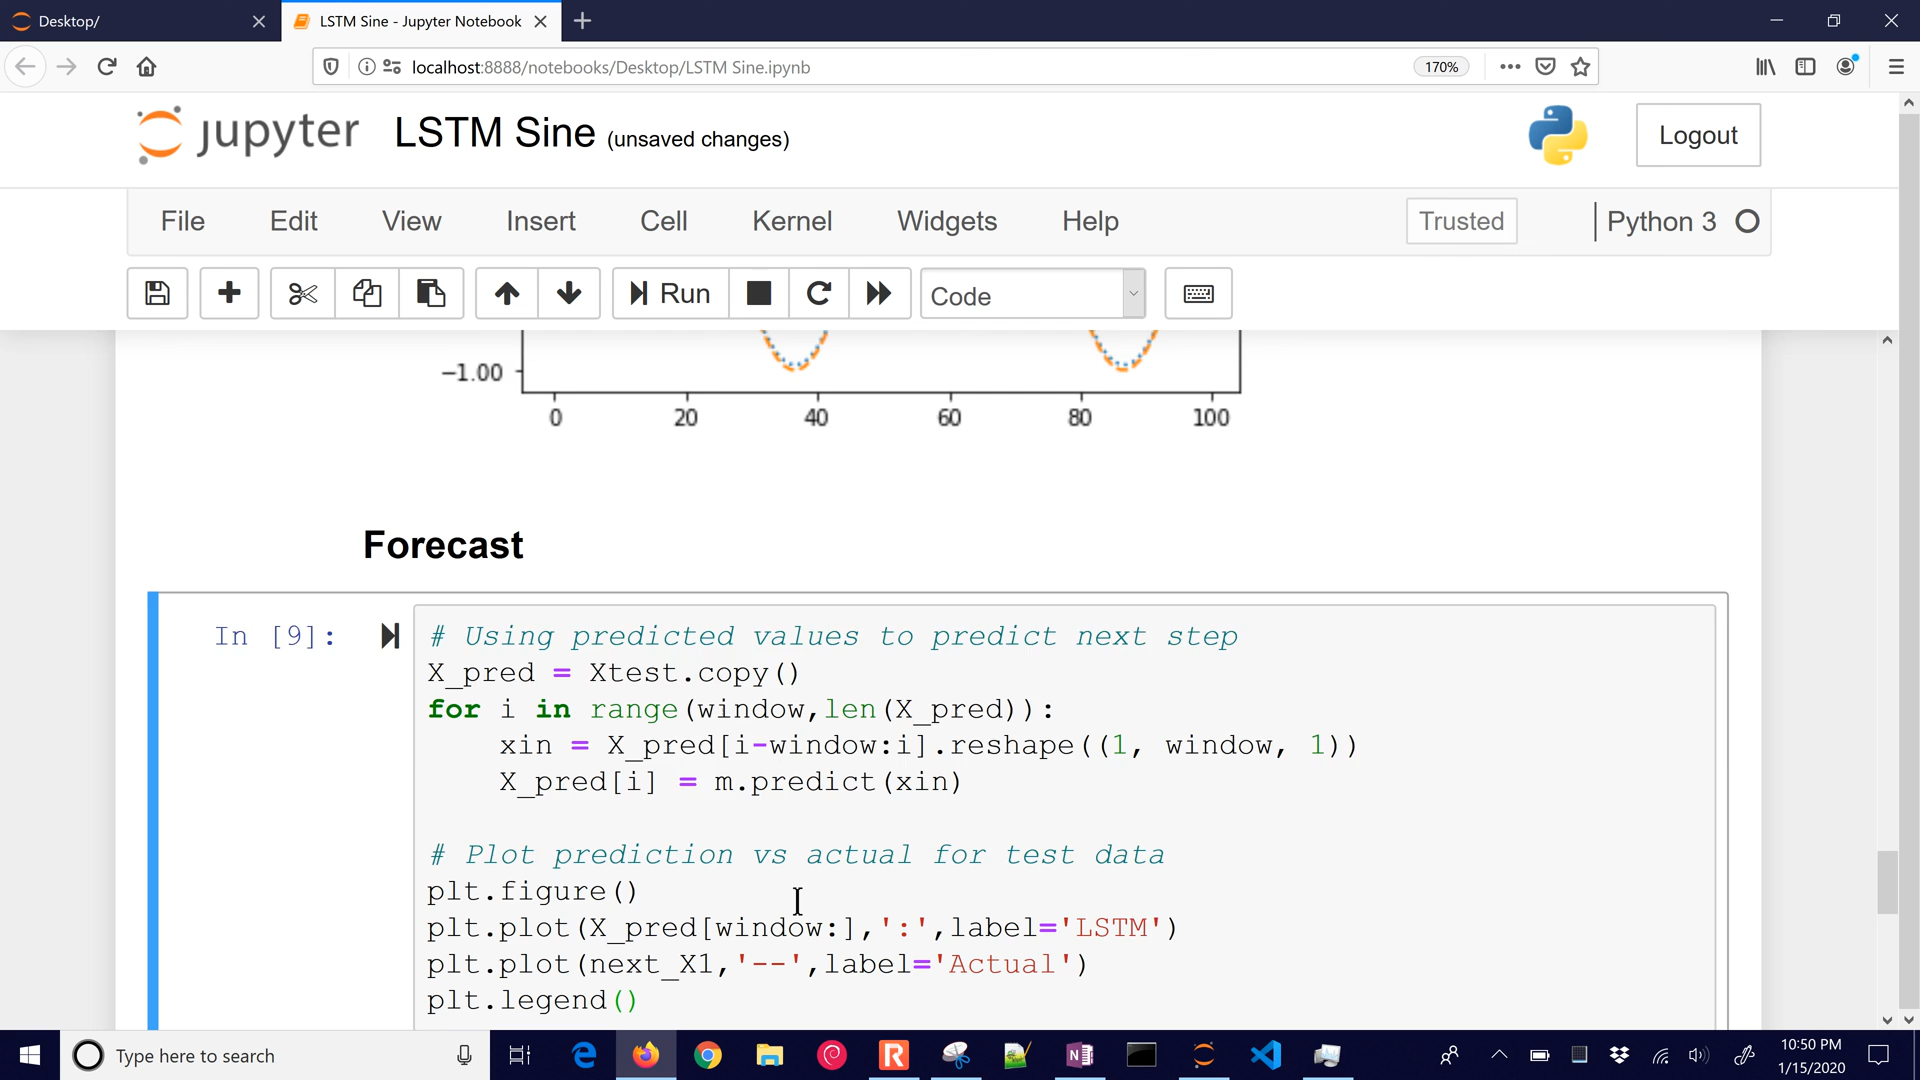 Desktop/
LSTM Sine - Jupyter Notebook
localhost:8888/notebooks/Desktop/LSTM Sine.ipynb
170%
jupyter
LSTM Sine (unsaved changes)
Logout
File
Edit
View
Insert
Cell
Kernel
Widgets
Help
Trusted
Python 3
Run
Code
−1.00
0
20
40
60
80
100
Forecast
In [9]:
# Using predicted values to predict next step
X_pred = Xtest.copy()
for i in range(window,len(X_pred)):
    xin = X_pred[i-window:i].reshape((1, window, 1))
    X_pred[i] = m.predict(xin)
# Plot prediction vs actual for test data
plt.figure()
plt.plot(X_pred[window:],':',label='LSTM')
plt.plot(next_X1,'--',label='Actual')
plt.legend()
Type here to search
10:50 PM
1/15/2020